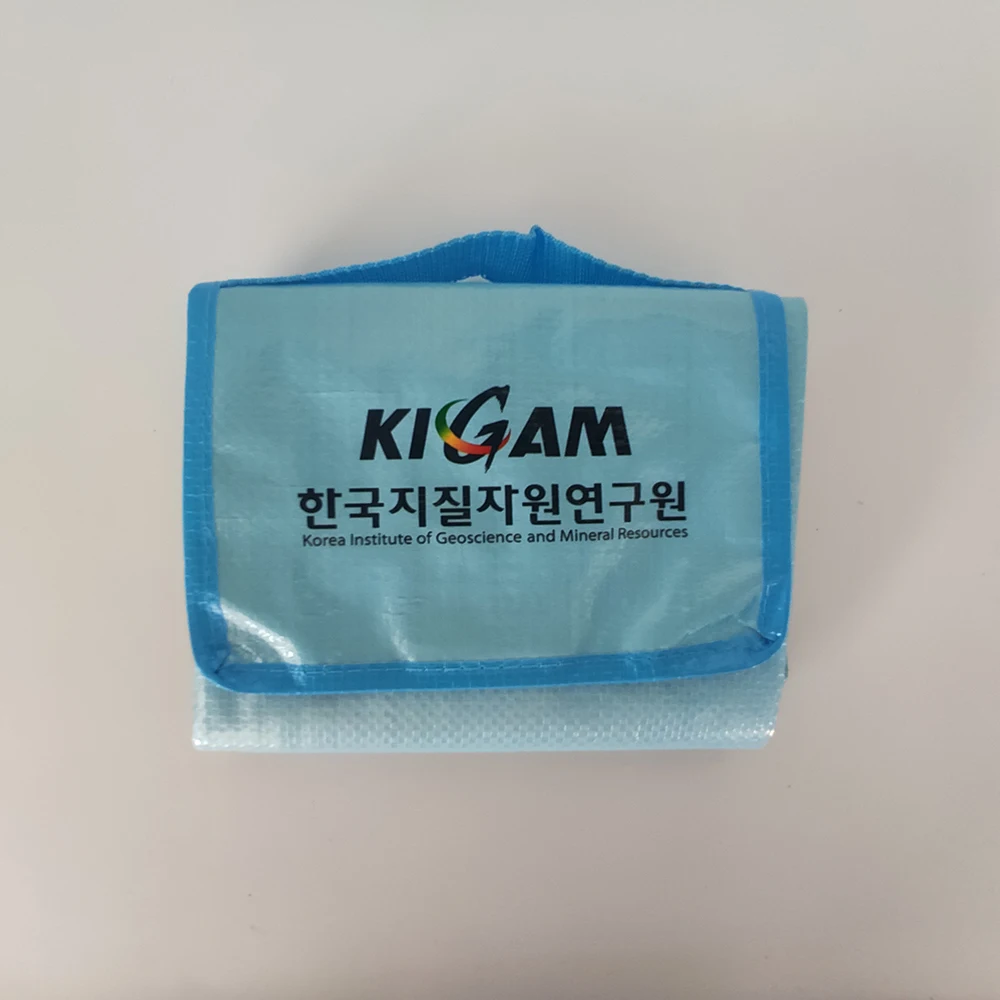 KIGAM
한국지질자원연구원
Korea Institute of Geoscience and Mineral Resources